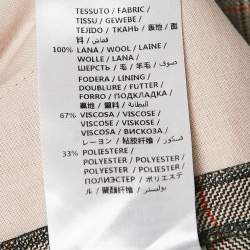 TESSUTO / FABRIC
TISSU / GEWEBE
TEJIDO / ТКАНЬ / 裏地
/ 面料 / قماش
100% LANA / WOOL / LAINE
WOLLE / LANA /
ШЕРСТЬ / 毛 / 羊毛 / صوف
FODERA / LINING
DOUBLURE / FUTTER /
FORRO / ПОДКЛАДКА /
裏地 / 里料 / البطانة
67% VISCOSA / VISCOSE
VISCOSE / VISKOSE /
VISCOSA / ВИСКОЗА
/ レーヨン / 粘胶纤维 / فسكوز
33% POLIESTERE /
POLYESTER / POLYESTER /
POLYESTER / POLIESTER /
ПОЛИЭСТЕР / ポリエステル
/ 聚酯纤维 / بوليستر